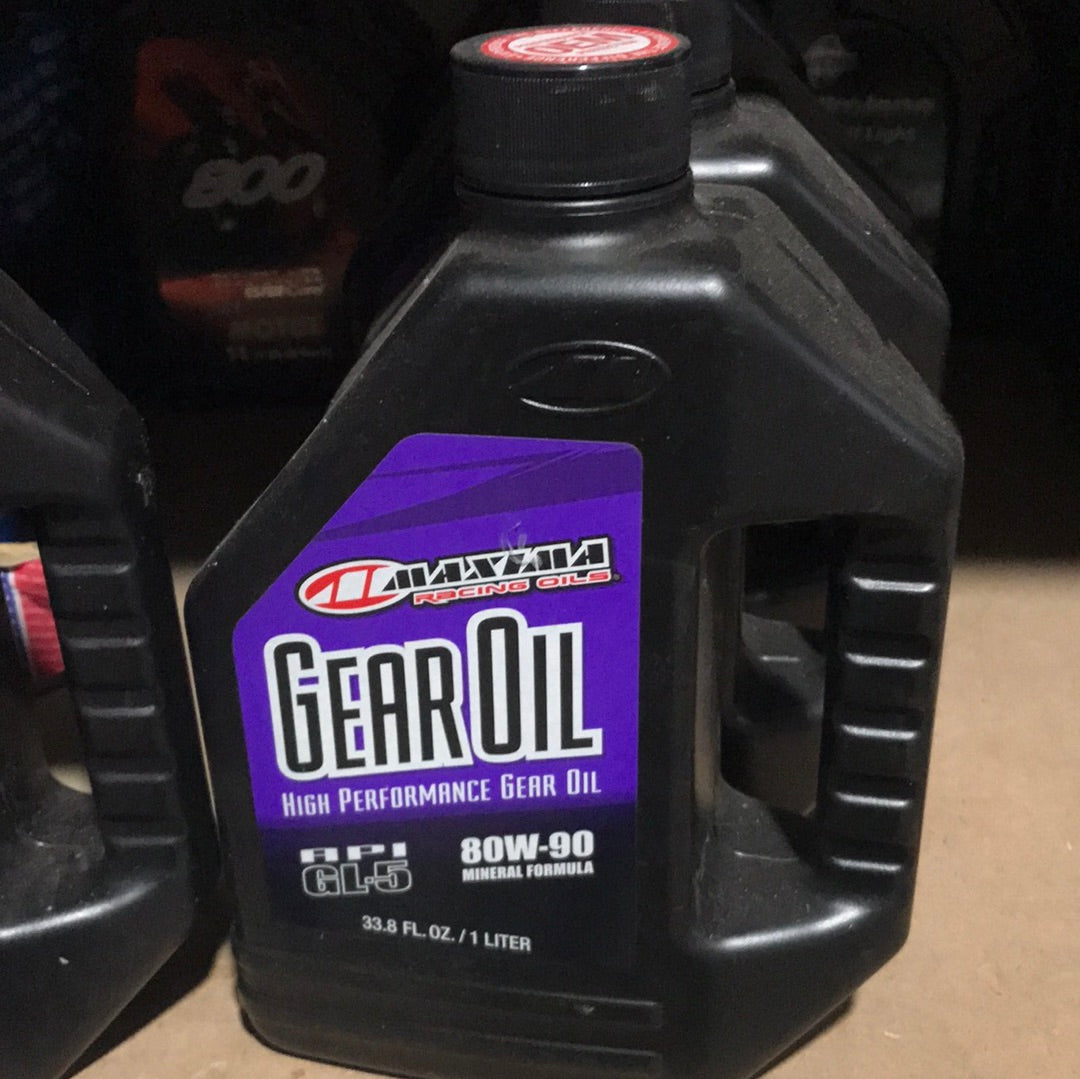 800
MAXIMA
RACING OILS
GEAR OIL
HIGH PERFORMANCE GEAR OIL
API
GL-5
80W-90
MINERAL FORMULA
33.8 FL. OZ. / 1 LITER